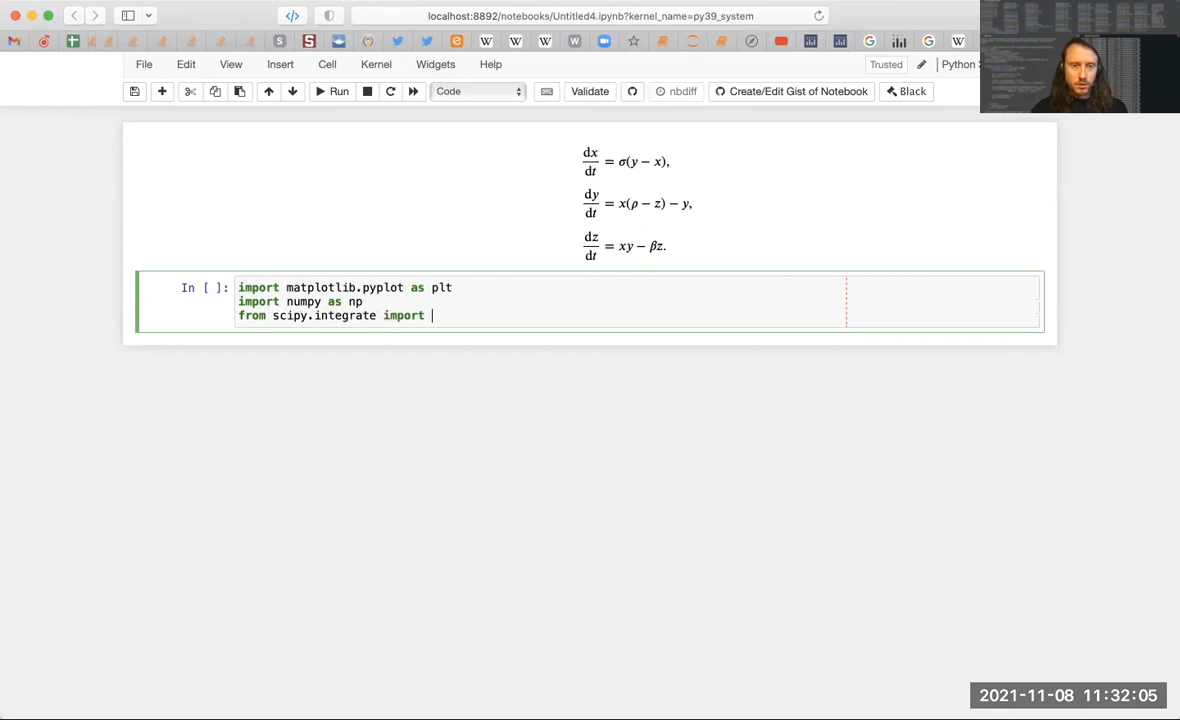 localhost:8892/notebooks/Untitled4.ipynb?kernel_name=py39_system
File Edit View Insert Cell Kernel Widgets Help Trusted Python 3
Run Code Validate nbdiff Create/Edit Gist of Notebook Black
dx/dt = σ(y − x),
dy/dt = x(ρ − z) − y,
dz/dt = xy − βz.
In [ ]: import matplotlib.pyplot as plt
import numpy as np
from scipy.integrate import
2021-11-08 11:32:05